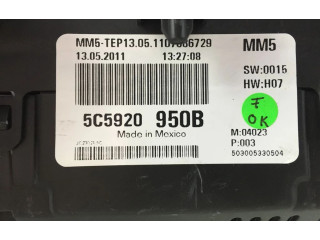 MM5-TEP13.05.1107666729 MM5
13.05.2011 13:27:08
SW:0015
HW:H07
5C5920 950B
F
OK
Made in Mexico
M:04023
P:003
503005330504